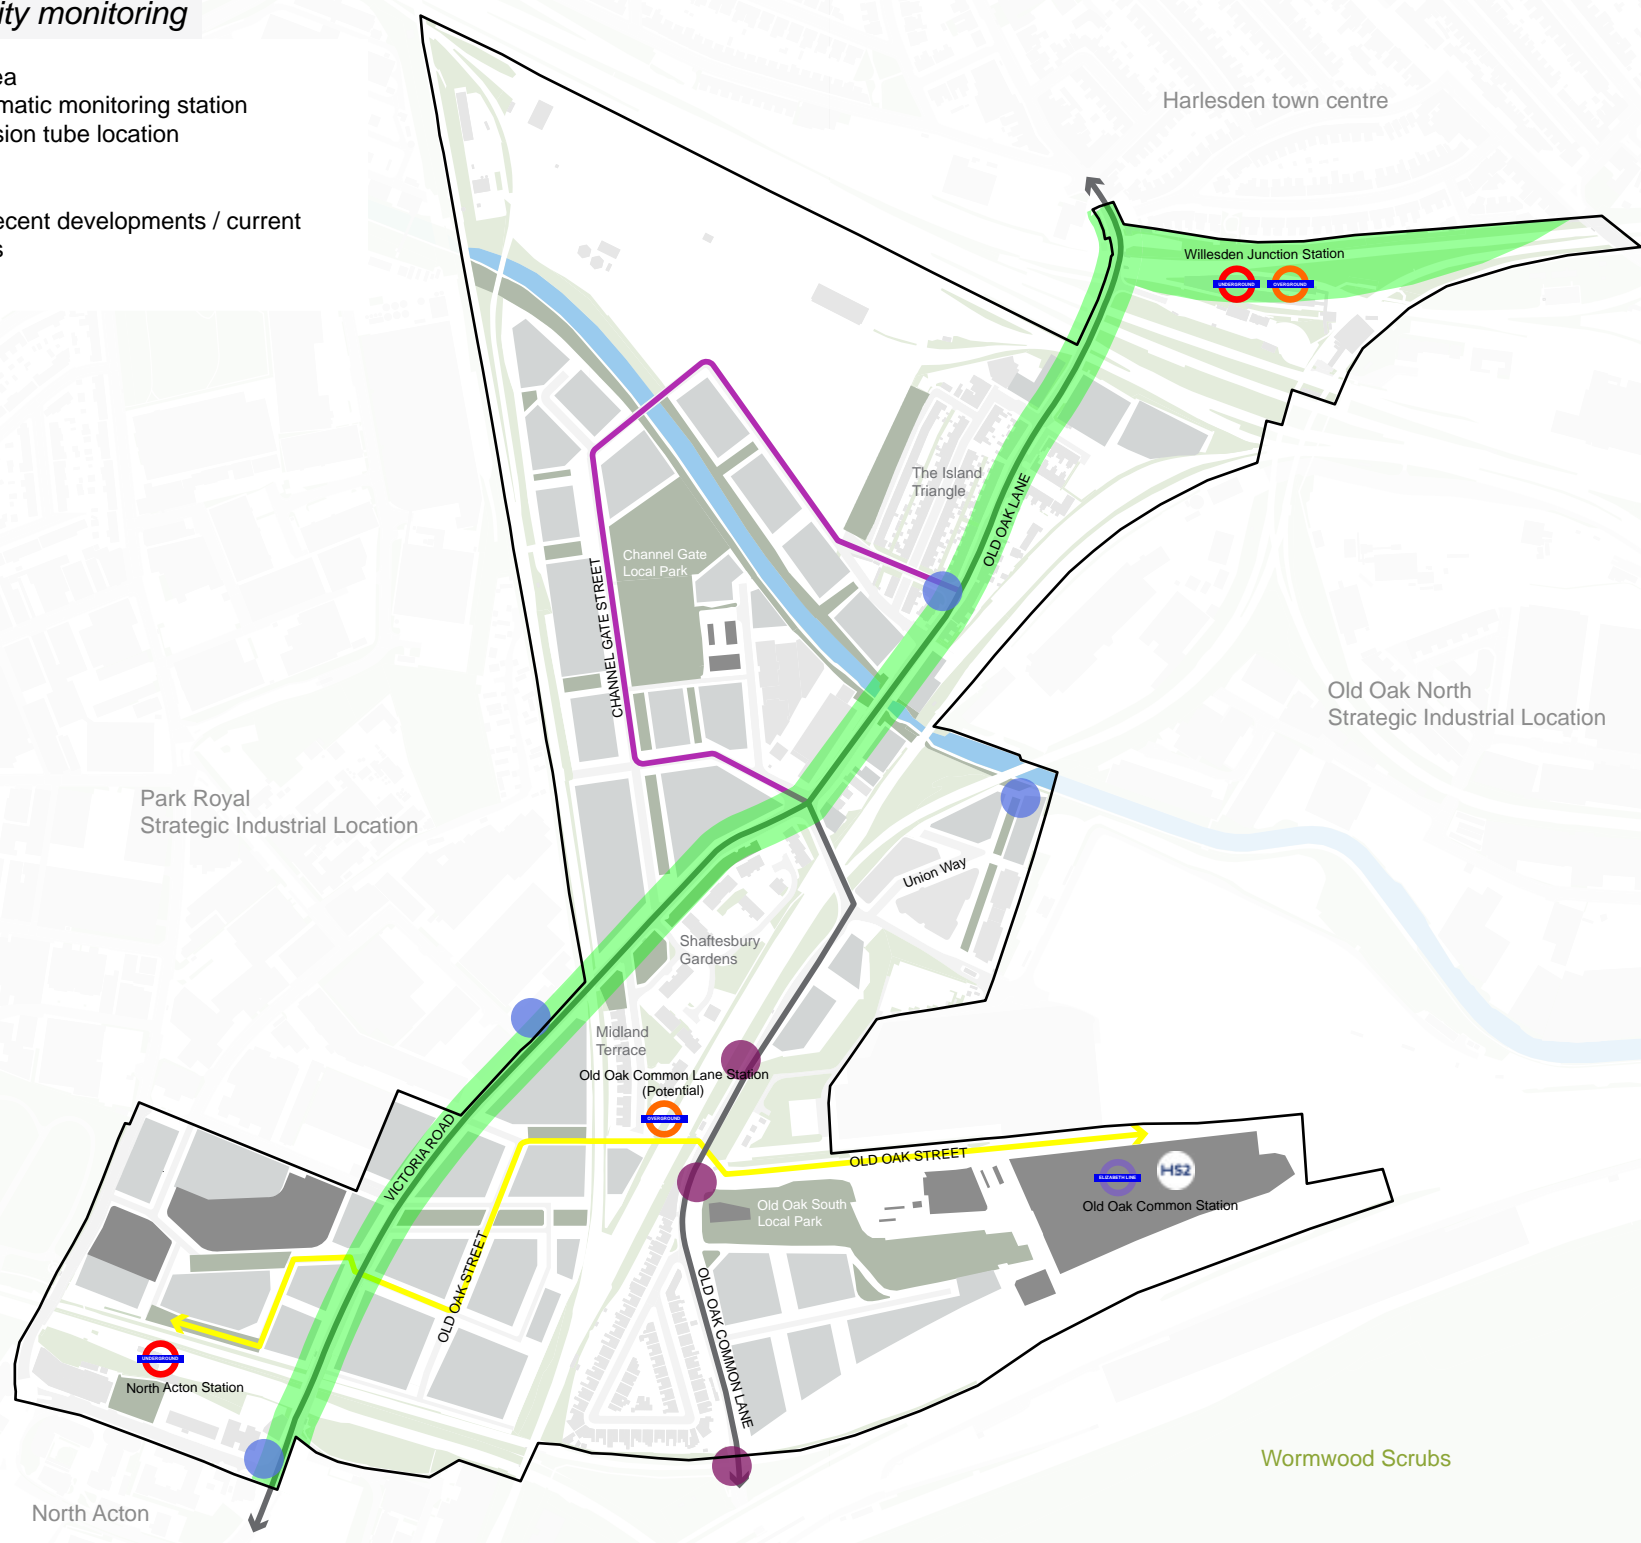 ity monitoring
ea
matic monitoring station
sion tube location
ecent developments / current
s
Harlesden town centre
Willesden Junction Station
UNDERGROUND
OVERGROUND
The Island
Triangle
OLD OAK LANE
Channel Gate
Local Park
CHANNEL GATE STREET
Old Oak North
Strategic Industrial Location
Park Royal
Strategic Industrial Location
Union Way
Shaftesbury
Gardens
Midland
Terrace
Old Oak Common Lane Station
(Potential)
OVERGROUND
VICTORIA ROAD
OLD OAK STREET
ELIZABETH LINE
HS2
Old Oak Common Station
Old Oak South
Local Park
OLD OAK STREET
OLD OAK COMMON LANE
UNDERGROUND
North Acton Station
Wormwood Scrubs
North Acton